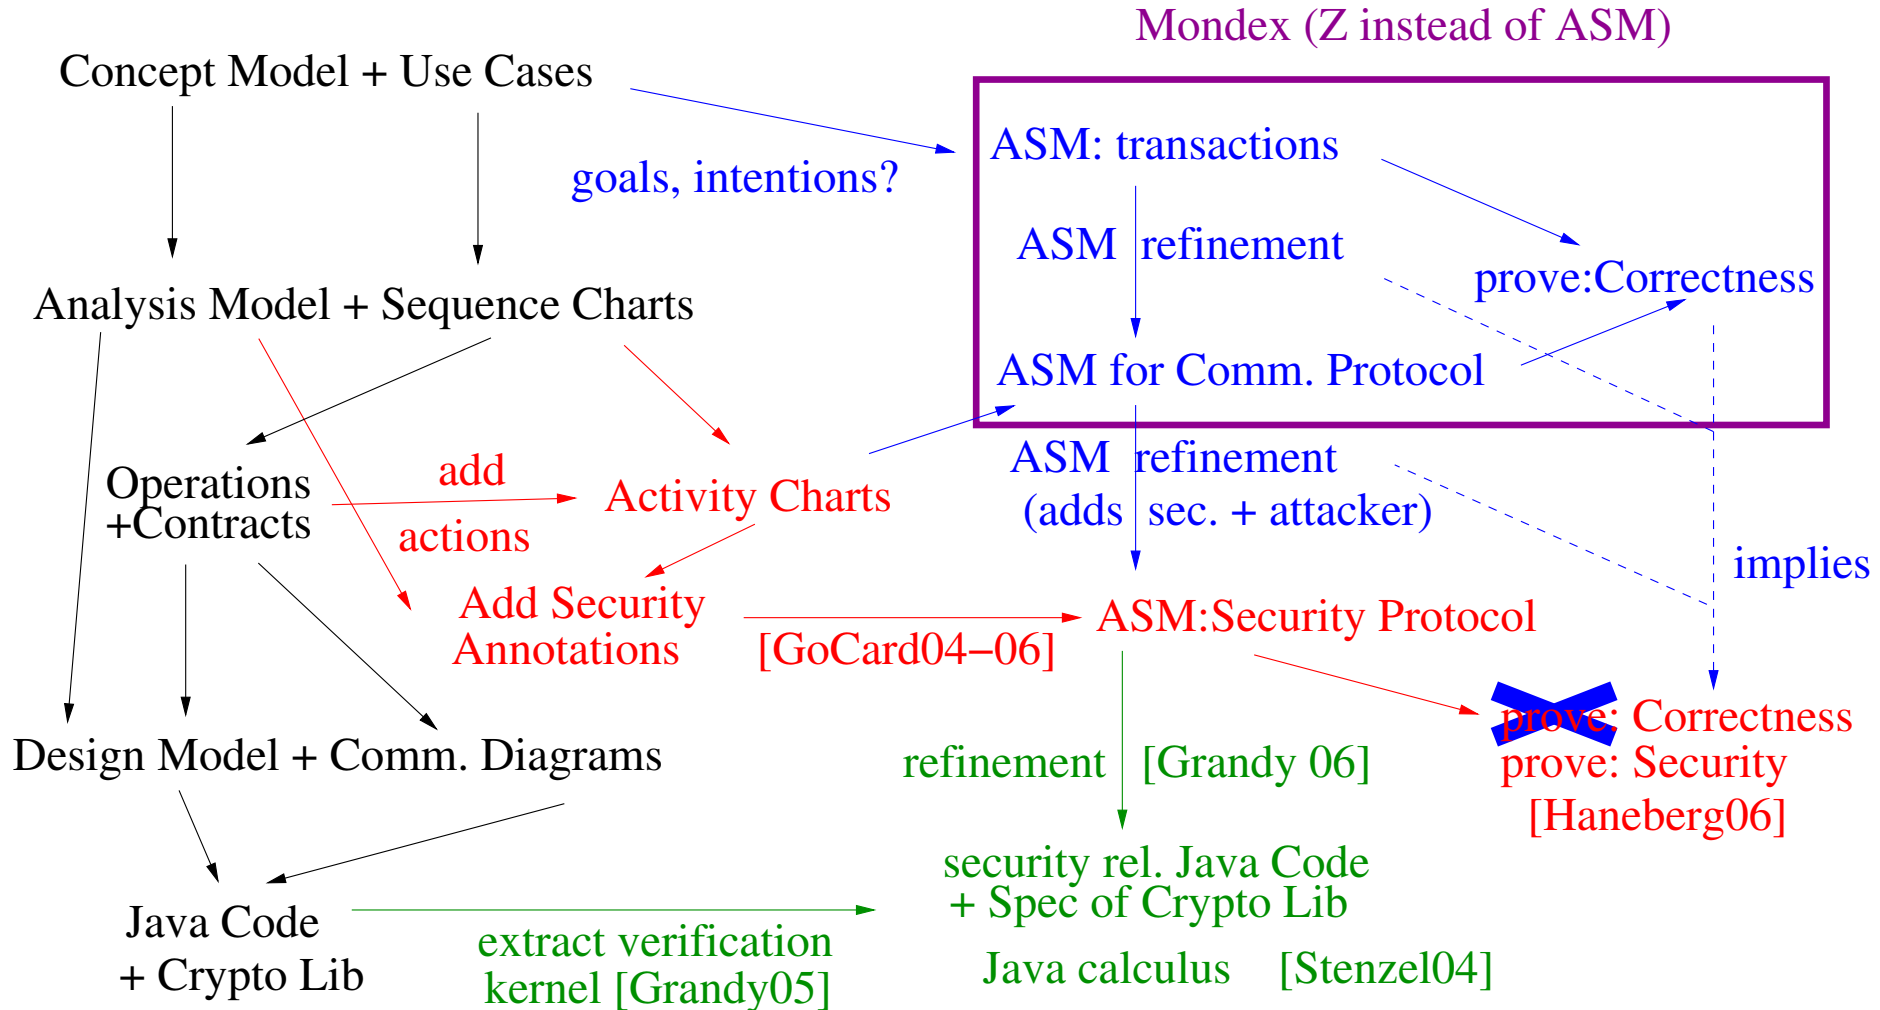 Mondex (Z instead of ASM)
Concept Model + Use Cases
ASM: transactions
goals, intentions?
ASM refinement
prove:Correctness
Analysis Model + Sequence Charts
ASM for Comm. Protocol
ASM refinement
(adds sec. + attacker)
Operations
+Contracts
add
actions
Activity Charts
implies
Add Security
Annotations
[GoCard04−06]
ASM:Security Protocol
prove: Correctness
prove: Security
[Haneberg06]
Design Model + Comm. Diagrams
refinement [Grandy 06]
security rel. Java Code
+ Spec of Crypto Lib
Java Code
+ Crypto Lib
extract verification
kernel [Grandy05]
Java calculus [Stenzel04]